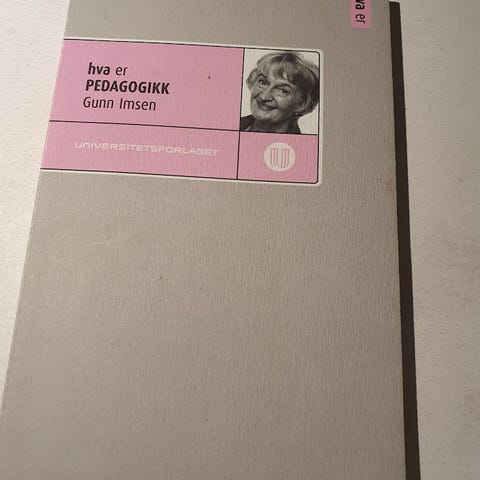 hva er
hva er
PEDAGOGIKK
Gunn Imsen
UNIVERSITETSFORLAGET
U